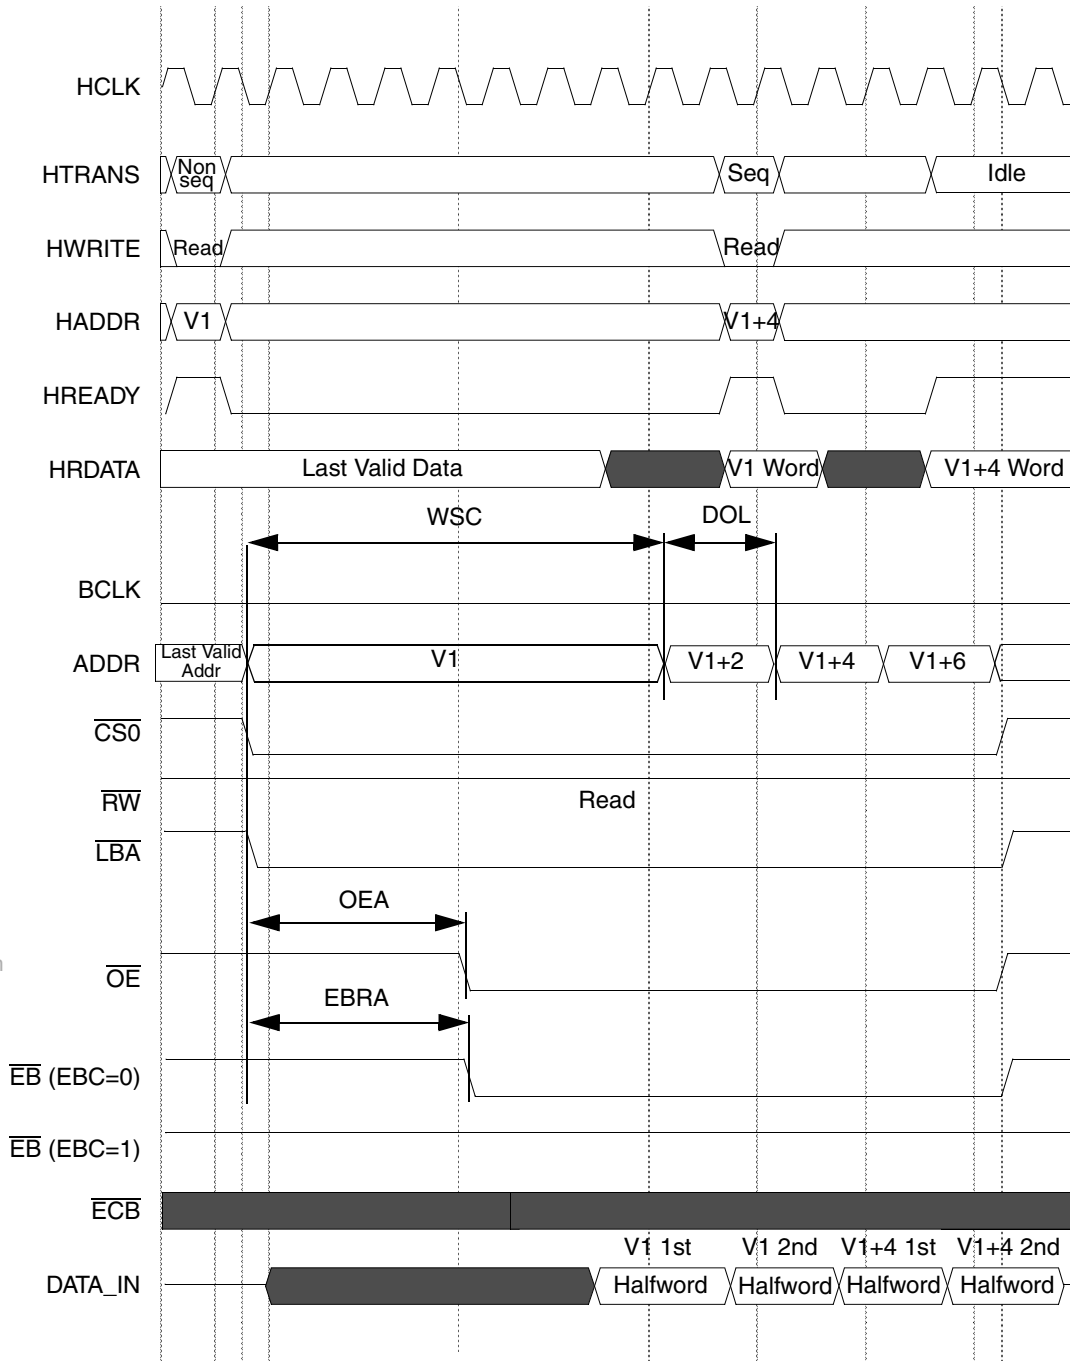 HCLK
HTRANS
Non
seq
Seq
Idle
HWRITE
Read
Read
HADDR
V1
V1+4
HREADY
HRDATA
Last Valid Data
V1 Word
V1+4 Word
WSC
DOL
BCLK
ADDR
Last Valid
Addr
V1
V1+2
V1+4
V1+6
CS0
RW
Read
LBA
OEA
OE
EBRA
EB (EBC=0)
EB (EBC=1)
ECB
V1 1st
V1 2nd
V1+4 1st
V1+4 2nd
DATA_IN
Halfword
Halfword
Halfword
Halfword